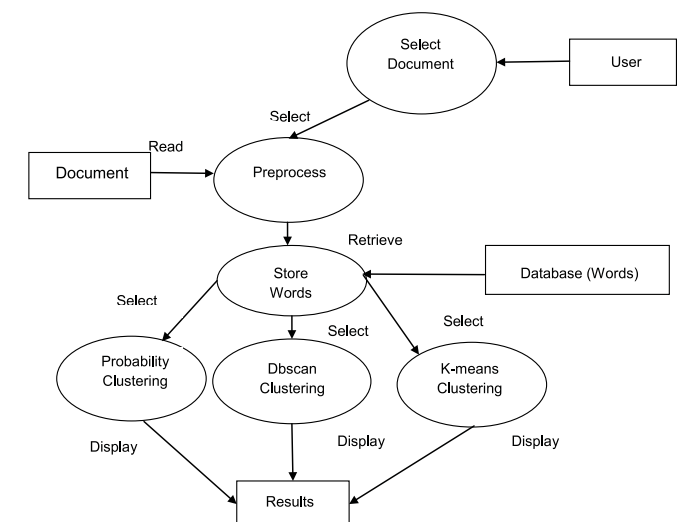 Select
Document
User
Select
Read
Document
Preprocess
Retrieve
Store
Words
Database (Words)
Select
Select
Select
Probability
Clustering
Dbscan
Clustering
K-means
Clustering
Display
Display
Display
Results